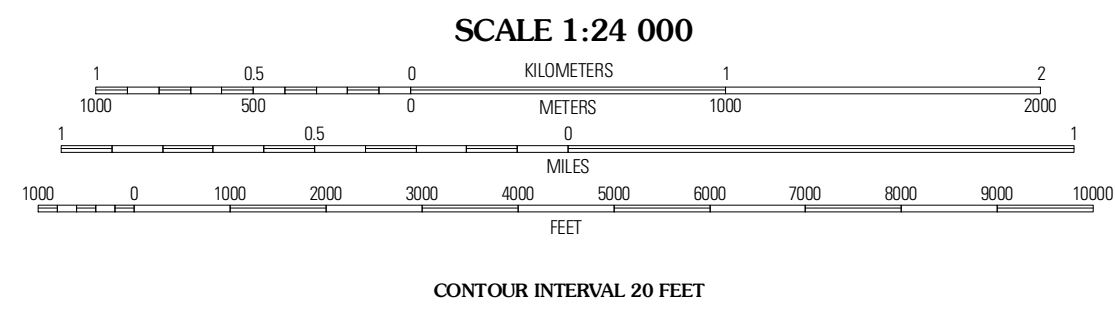 SCALE 1:24 000
1 0.5 0 KILOMETERS 1 2
1000 500 0 METERS 1000 2000
1 0.5 0 1
MILES
1000 0 1000 2000 3000 4000 5000 6000 7000 8000 9000 10000
FEET
CONTOUR INTERVAL 20 FEET